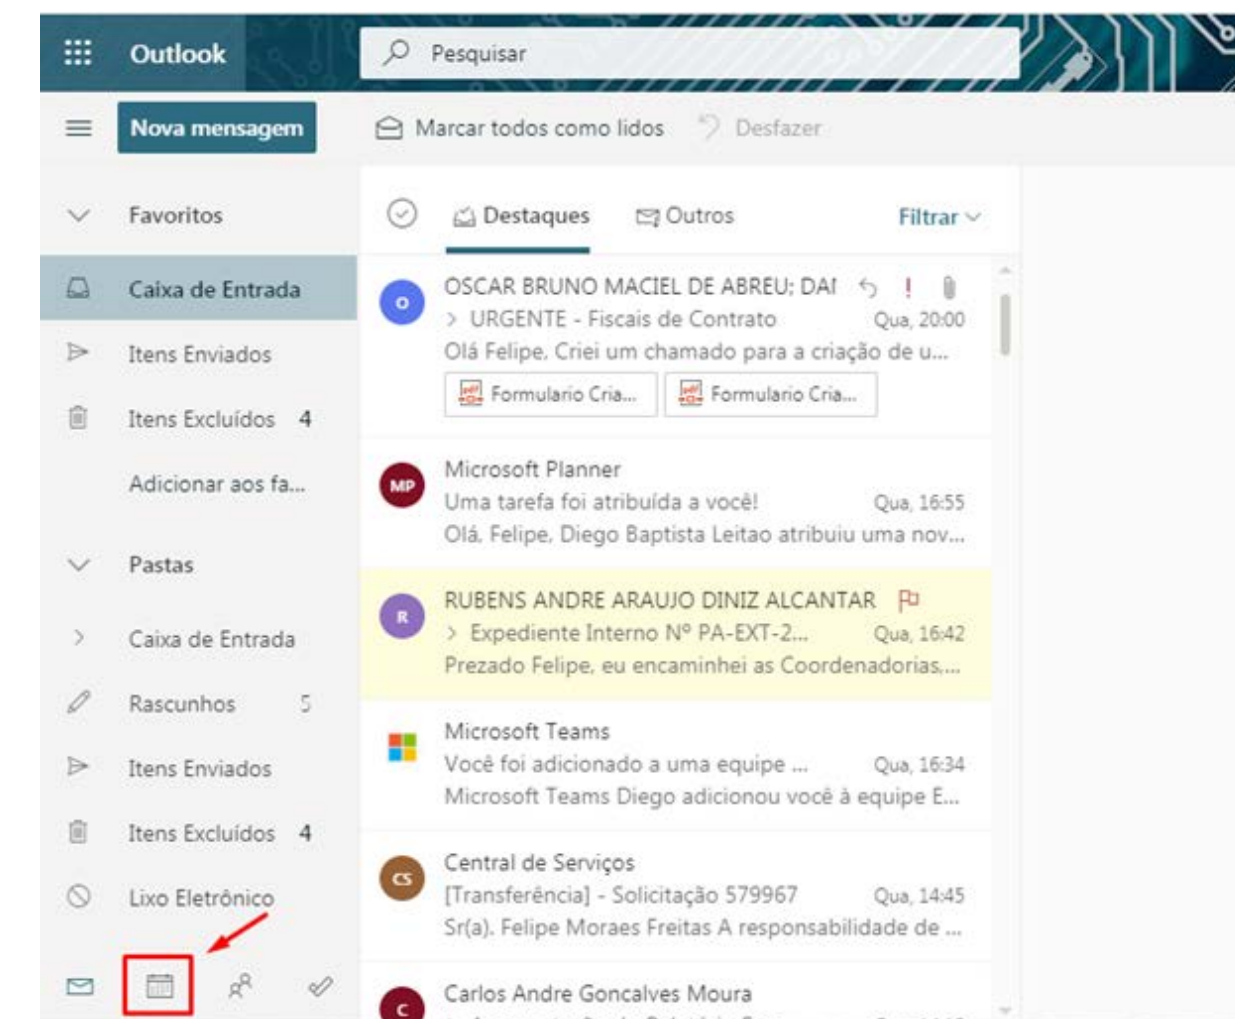 Outlook
Pesquisar
Nova mensagem
Marcar todos como lidos
Desfazer
Favoritos
Caixa de Entrada
Itens Enviados
Itens Excluídos 4
Adicionar aos fa...
Pastas
Caixa de Entrada
Rascunhos 5
Itens Enviados
Itens Excluídos 4
Lixo Eletrônico
Destaques
Outros
Filtrar
O
OSCAR BRUNO MACIEL DE ABREU; DAI
> URGENTE - Fiscais de Contrato Qua, 20:00
Olá Felipe, Criei um chamado para a criação de u...
Formulario Cria... Formulario Cria...
MP
Microsoft Planner
Uma tarefa foi atribuída a você! Qua, 16:55
Olá, Felipe, Diego Baptista Leitao atribuiu uma nov...
R
RUBENS ANDRE ARAUJO DINIZ ALCANTAR
> Expediente Interno Nº PA-EXT-2... Qua, 16:42
Prezado Felipe, eu encaminhei as Coordenadorias,...
Microsoft Teams
Você foi adicionado a uma equipe ... Qua, 16:34
Microsoft Teams Diego adicionou você à equipe E...
CS
Central de Serviços
[Transferência] - Solicitação 579967 Qua, 14:45
Sr(a). Felipe Moraes Freitas A responsabilidade de ...
C
Carlos Andre Goncalves Moura